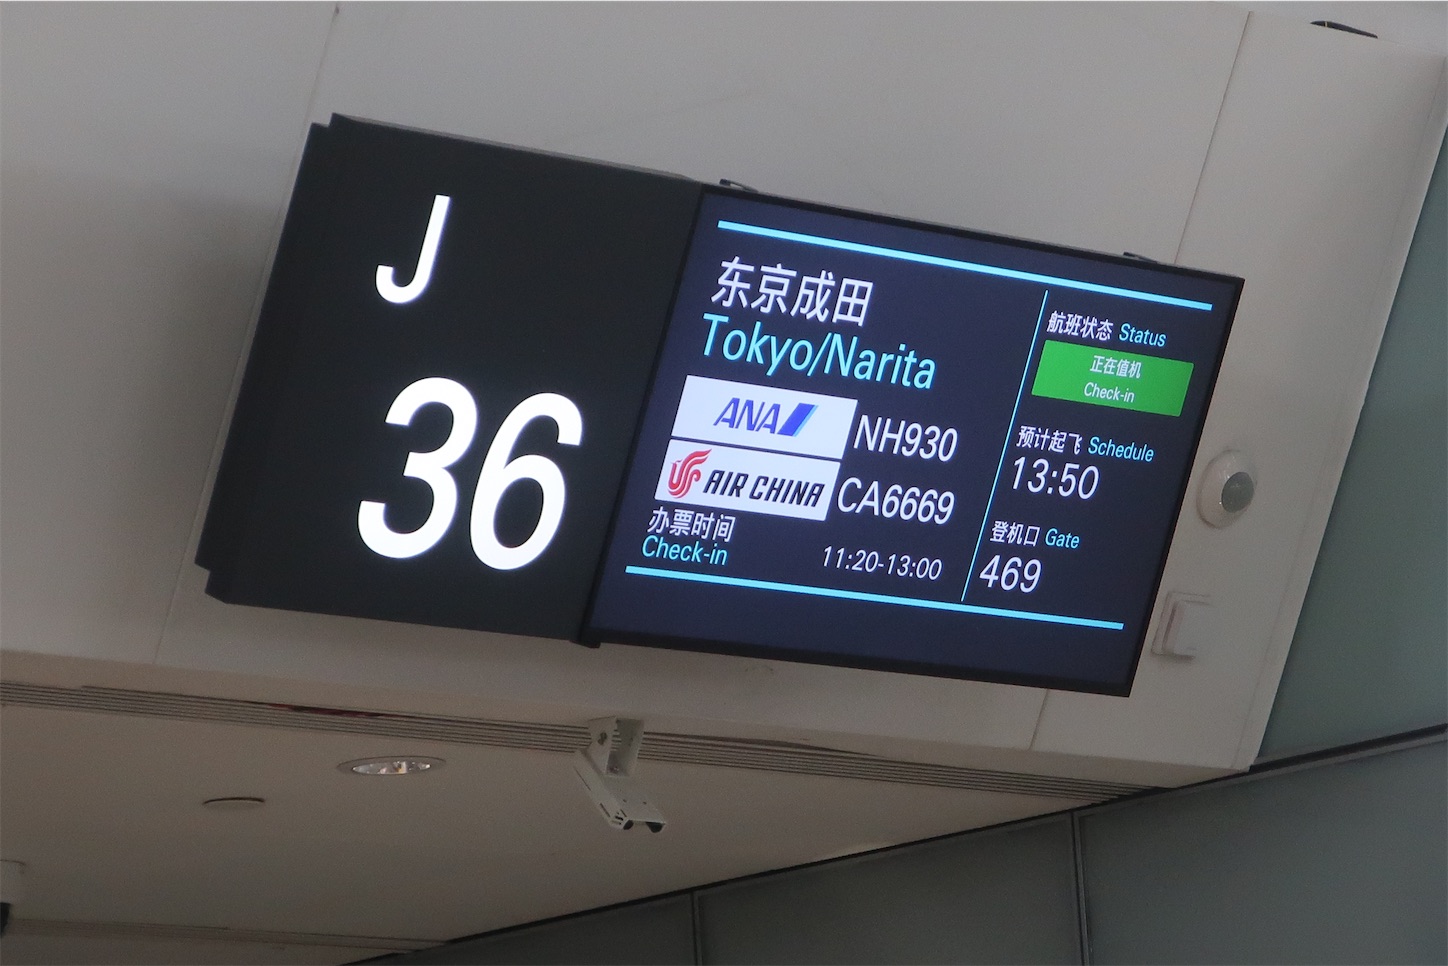 J
36
东京成田
Tokyo/Narita
ANA NH930
AIR CHINA CA6669
办票时间
Check-in 11:20-13:00
航班状态 Status
正在值机
Check-in
预计起飞 Schedule
13:50
登机口 Gate
469